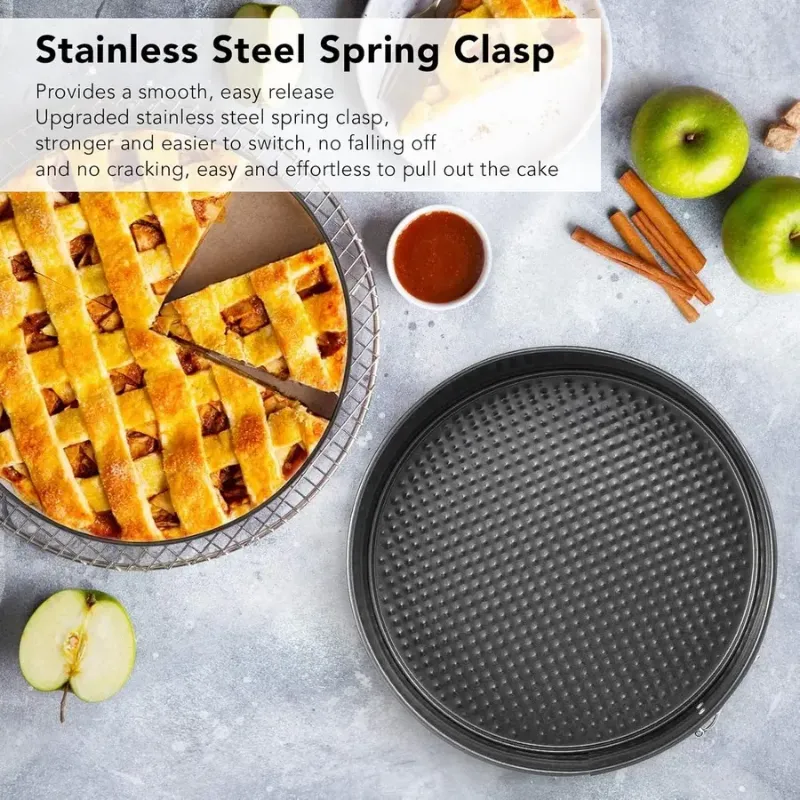 Stainless Steel Spring Clasp
Provides a smooth, easy release
Upgraded stainless steel spring clasp,
stronger and easier to switch, no falling off
and no cracking, easy and effortless to pull out the cake